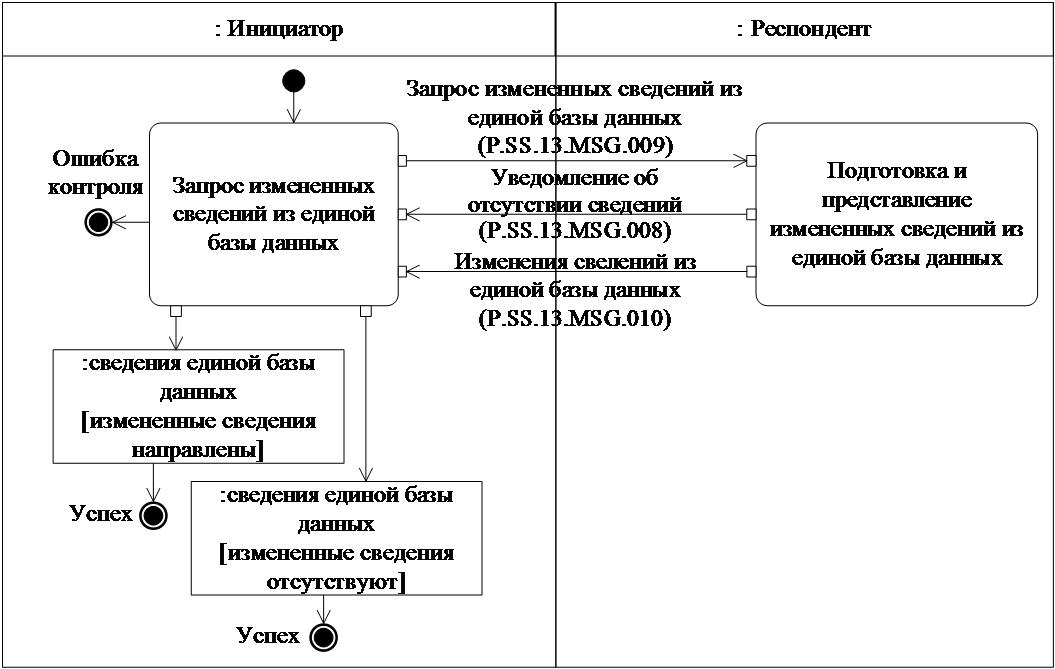 : Инициатор
: Респондент
Запрос измененных сведений из
единой базы данных
(P.SS.13.MSG.009)
Ошибка
контроля
Запрос измененных
сведений из единой
базы данных
Уведомление об
отсутствии сведений
(P.SS.13.MSG.008)
Изменения сведений из
единой базы данных
(P.SS.13.MSG.010)
Подготовка и
представление
измененных сведений из
единой базы данных
:сведения единой базы
данных
[измененные сведения
направлены]
Успех
:сведения единой базы
данных
[измененные сведения
отсутствуют]
Успех